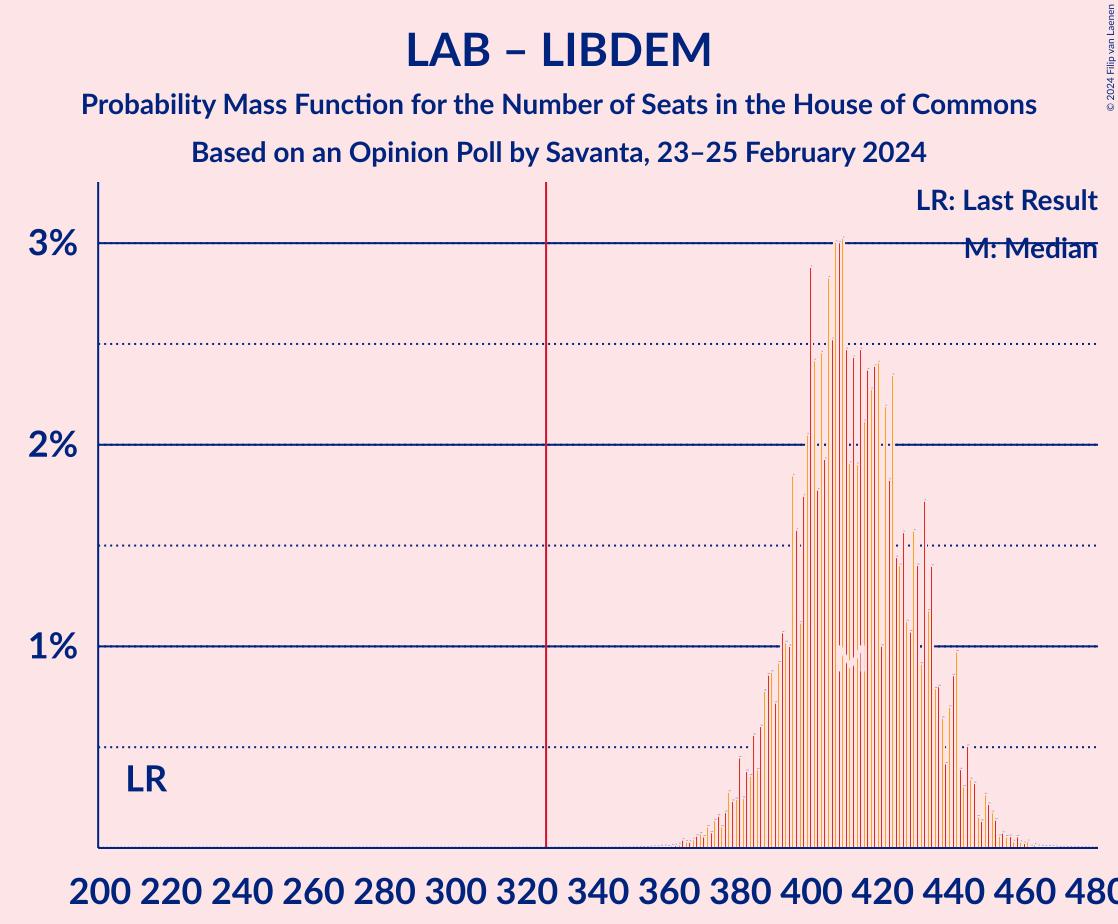 LAB – LIBDEM
Probability Mass Function for the Number of Seats in the House of Commons
Based on an Opinion Poll by Savanta, 23–25 February 2024
© 2024 Filip van Laenen
LR: Last Result
M: Median
3%
2%
1%
LR
M
200 220 240 260 280 300 320 340 360 380 400 420 440 460 480